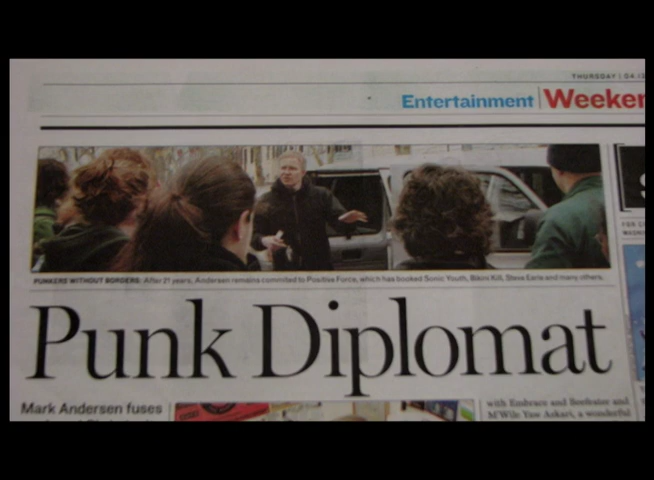 THURSDAY | 04.13
Entertainment | Weeken
PUNKERS WITHOUT BORDERS: After 21 years, Andersen remains committed to Positive Force, which has booked Sonic Youth, Bikini Kill, Steve Earle and many others.
Punk Diplomat
Mark Andersen fuses
with Embrace and Beefeater and
M'Wile Yaw Askari, a wonderful